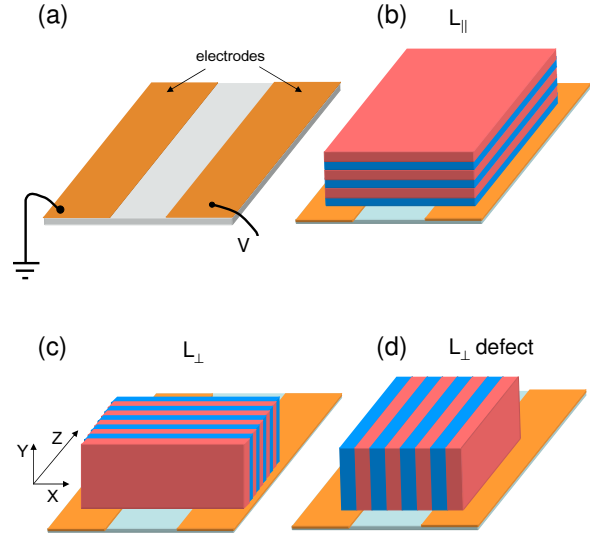 (a)
electrodes
V
(b)
L∥
(c)
L⊥
Y
Z
X
(d)
L⊥ defect